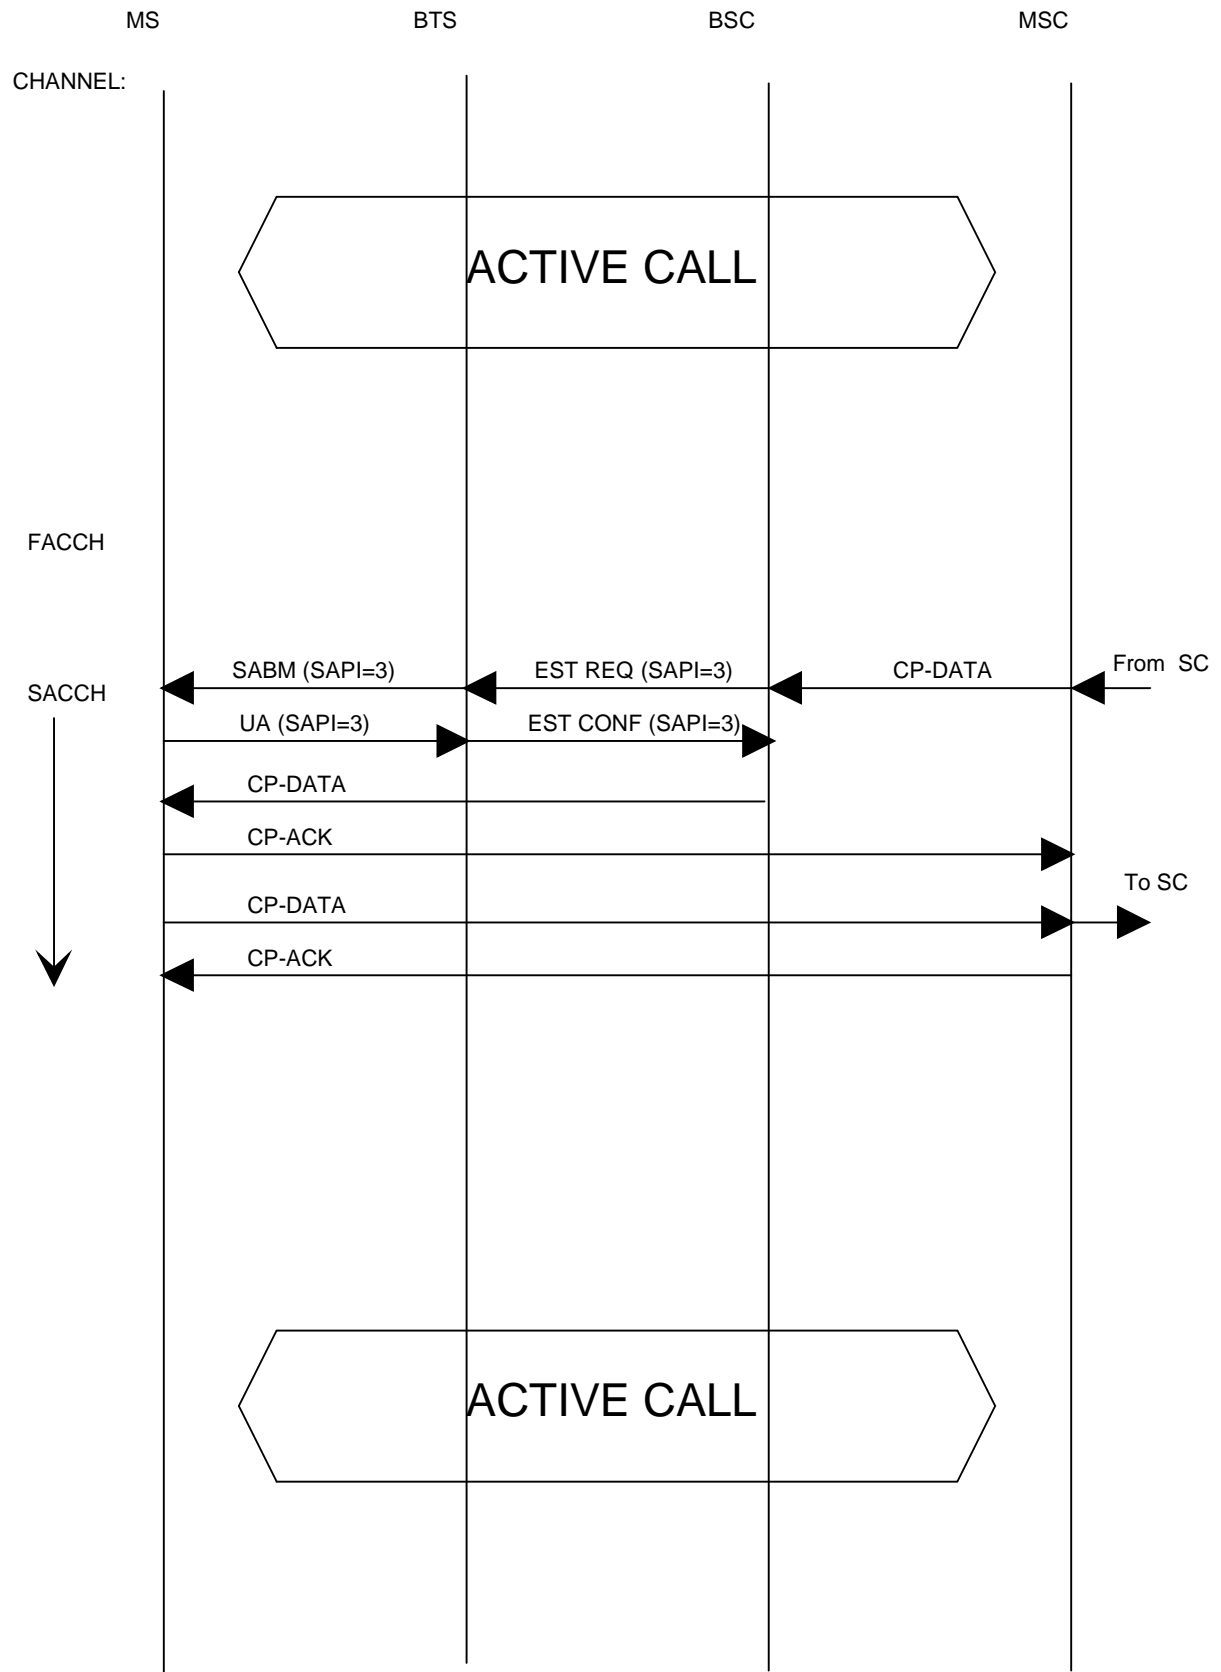 MS BTS BSC MSC
CHANNEL:
ACTIVE CALL
FACCH
SABM (SAPI=3) EST REQ (SAPI=3) CP-DATA From SC
SACCH
UA (SAPI=3) EST CONF (SAPI=3)
CP-DATA
CP-ACK
To SC
CP-DATA
CP-ACK
ACTIVE CALL